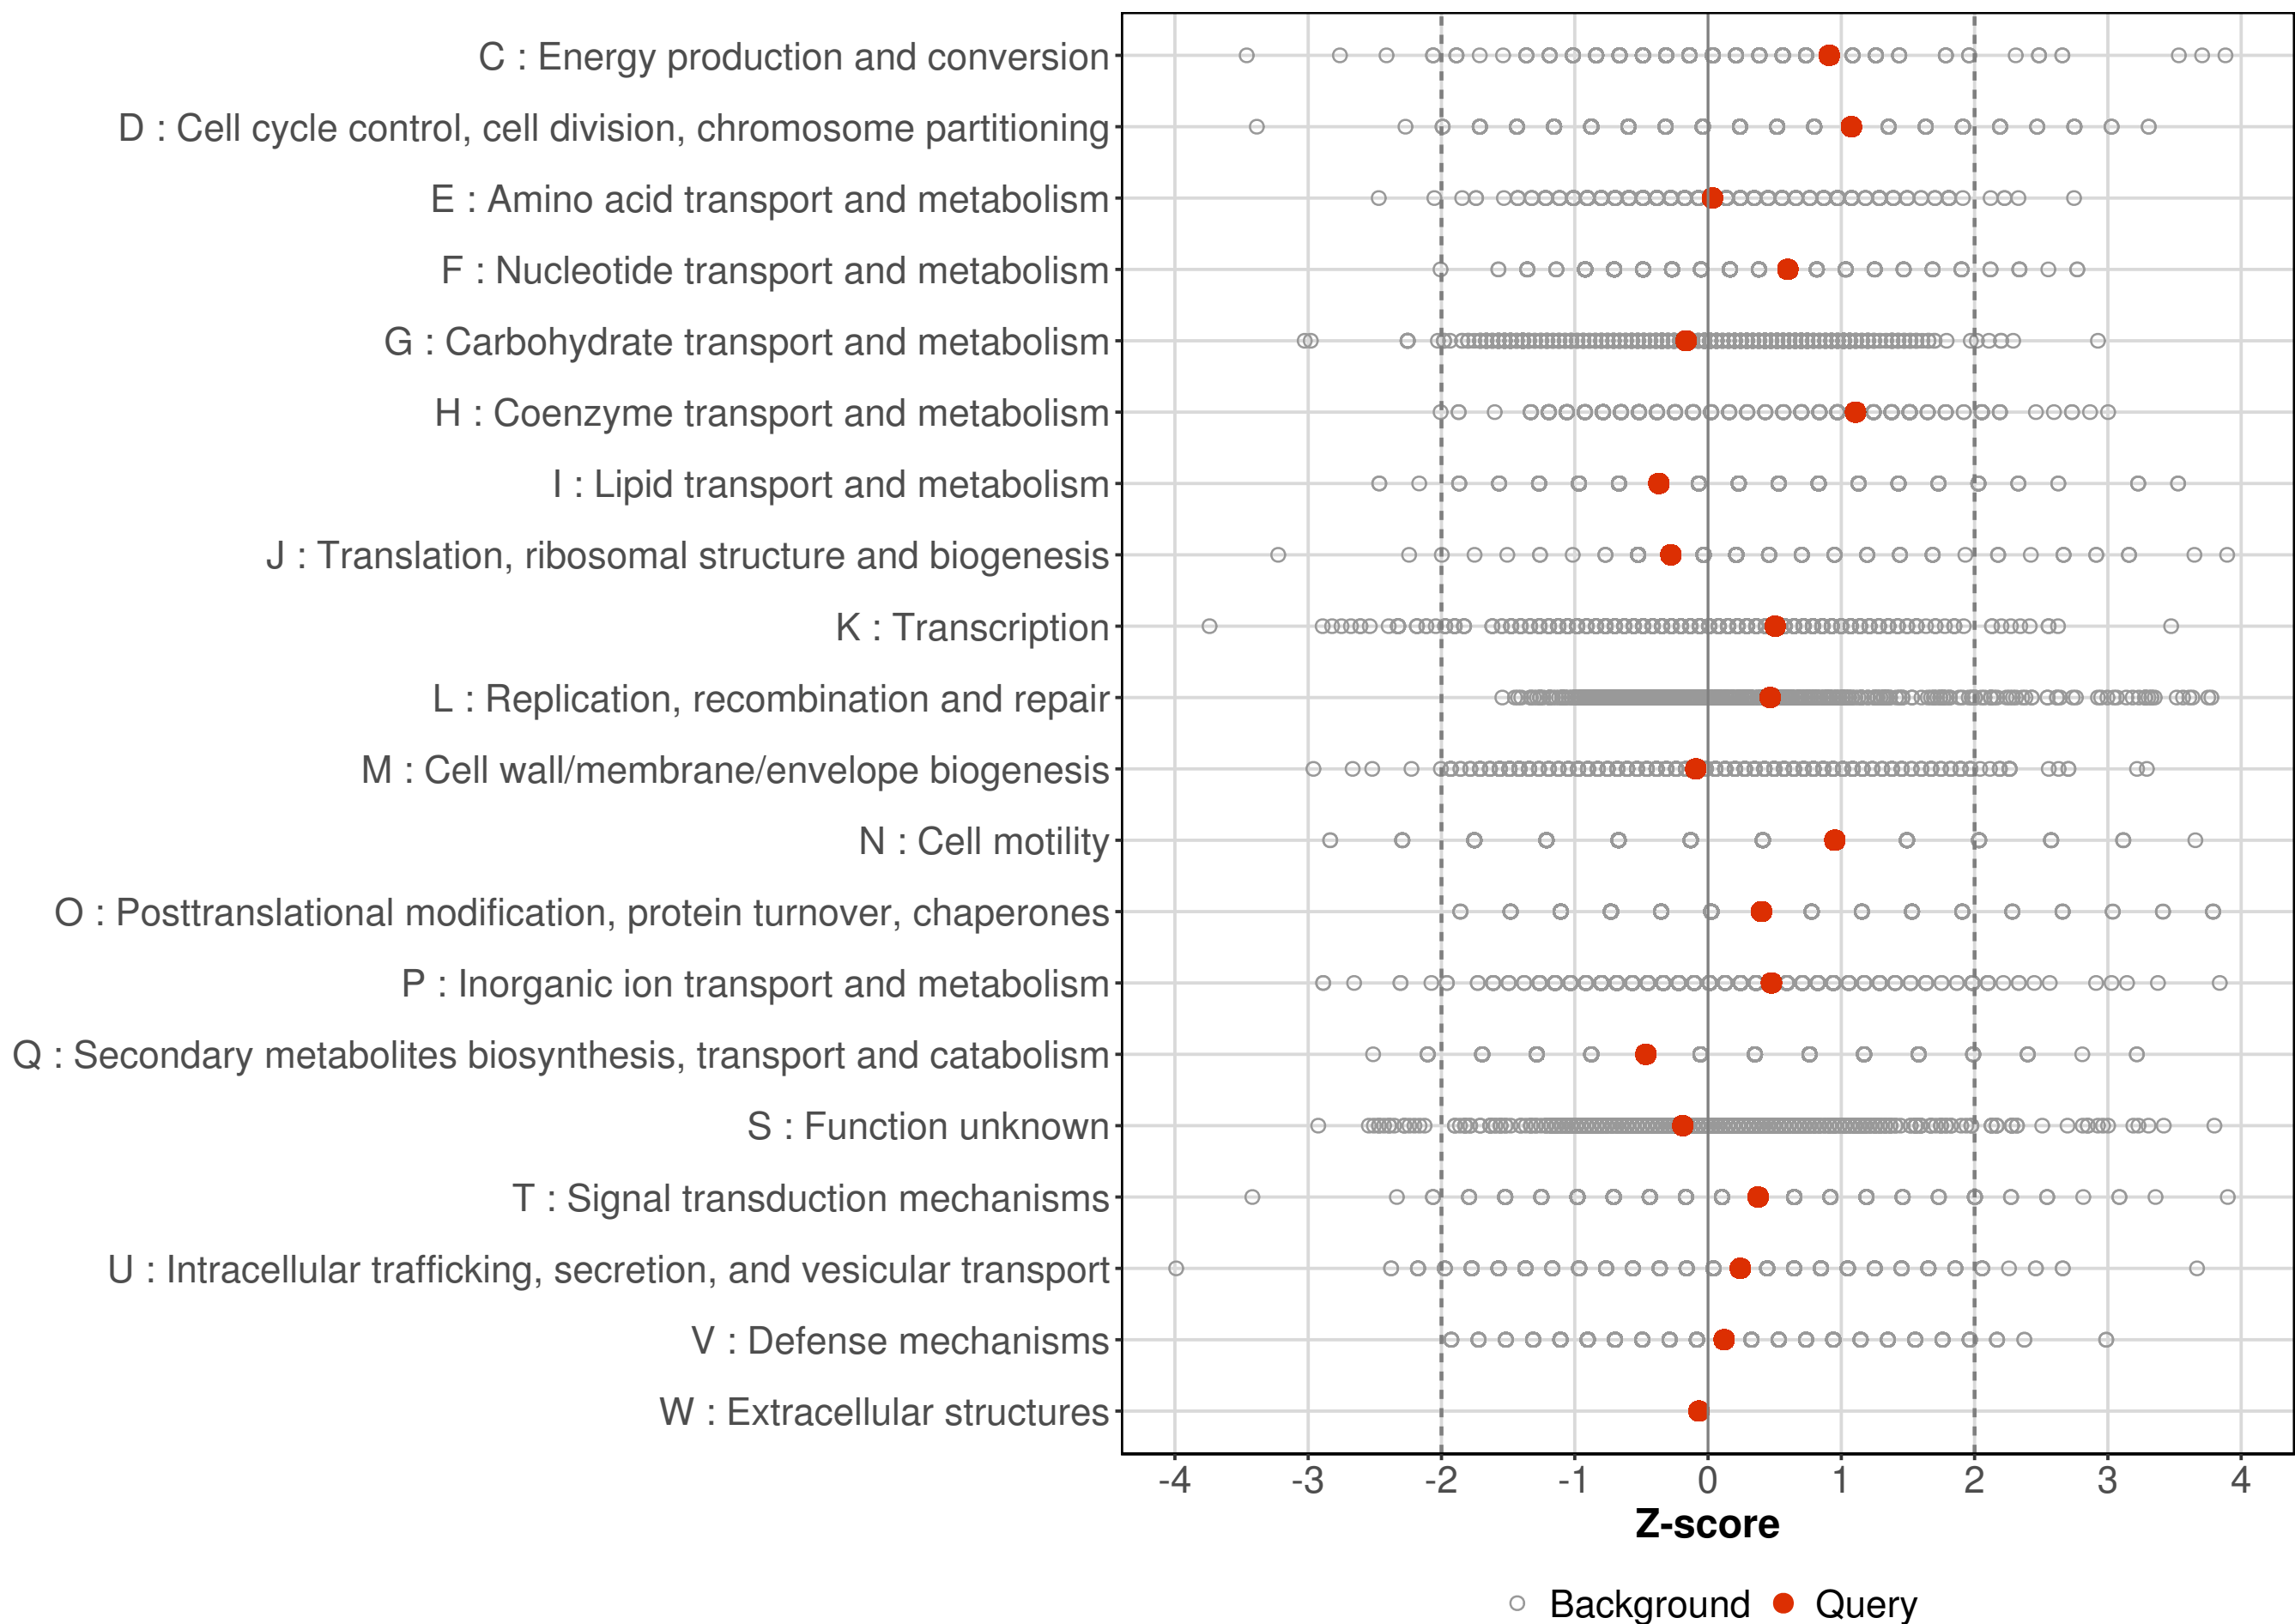 C : Energy production and conversion
D : Cell cycle control, cell division, chromosome partitioning
E : Amino acid transport and metabolism
F : Nucleotide transport and metabolism
G : Carbohydrate transport and metabolism
H : Coenzyme transport and metabolism
I : Lipid transport and metabolism
J : Translation, ribosomal structure and biogenesis
K : Transcription
L : Replication, recombination and repair
M : Cell wall/membrane/envelope biogenesis
N : Cell motility
O : Posttranslational modification, protein turnover, chaperones
P : Inorganic ion transport and metabolism
Q : Secondary metabolites biosynthesis, transport and catabolism
S : Function unknown
T : Signal transduction mechanisms
U : Intracellular trafficking, secretion, and vesicular transport
V : Defense mechanisms
W : Extracellular structures
-4 -3 -2 -1 0 1 2 3 4
Z-score
Background Query